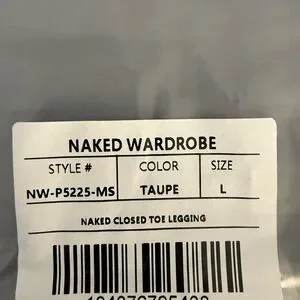 NAKED WARDROBE
STYLE # COLOR SIZE
NW-P5225-MS TAUPE L
NAKED CLOSED TOE LEGGING